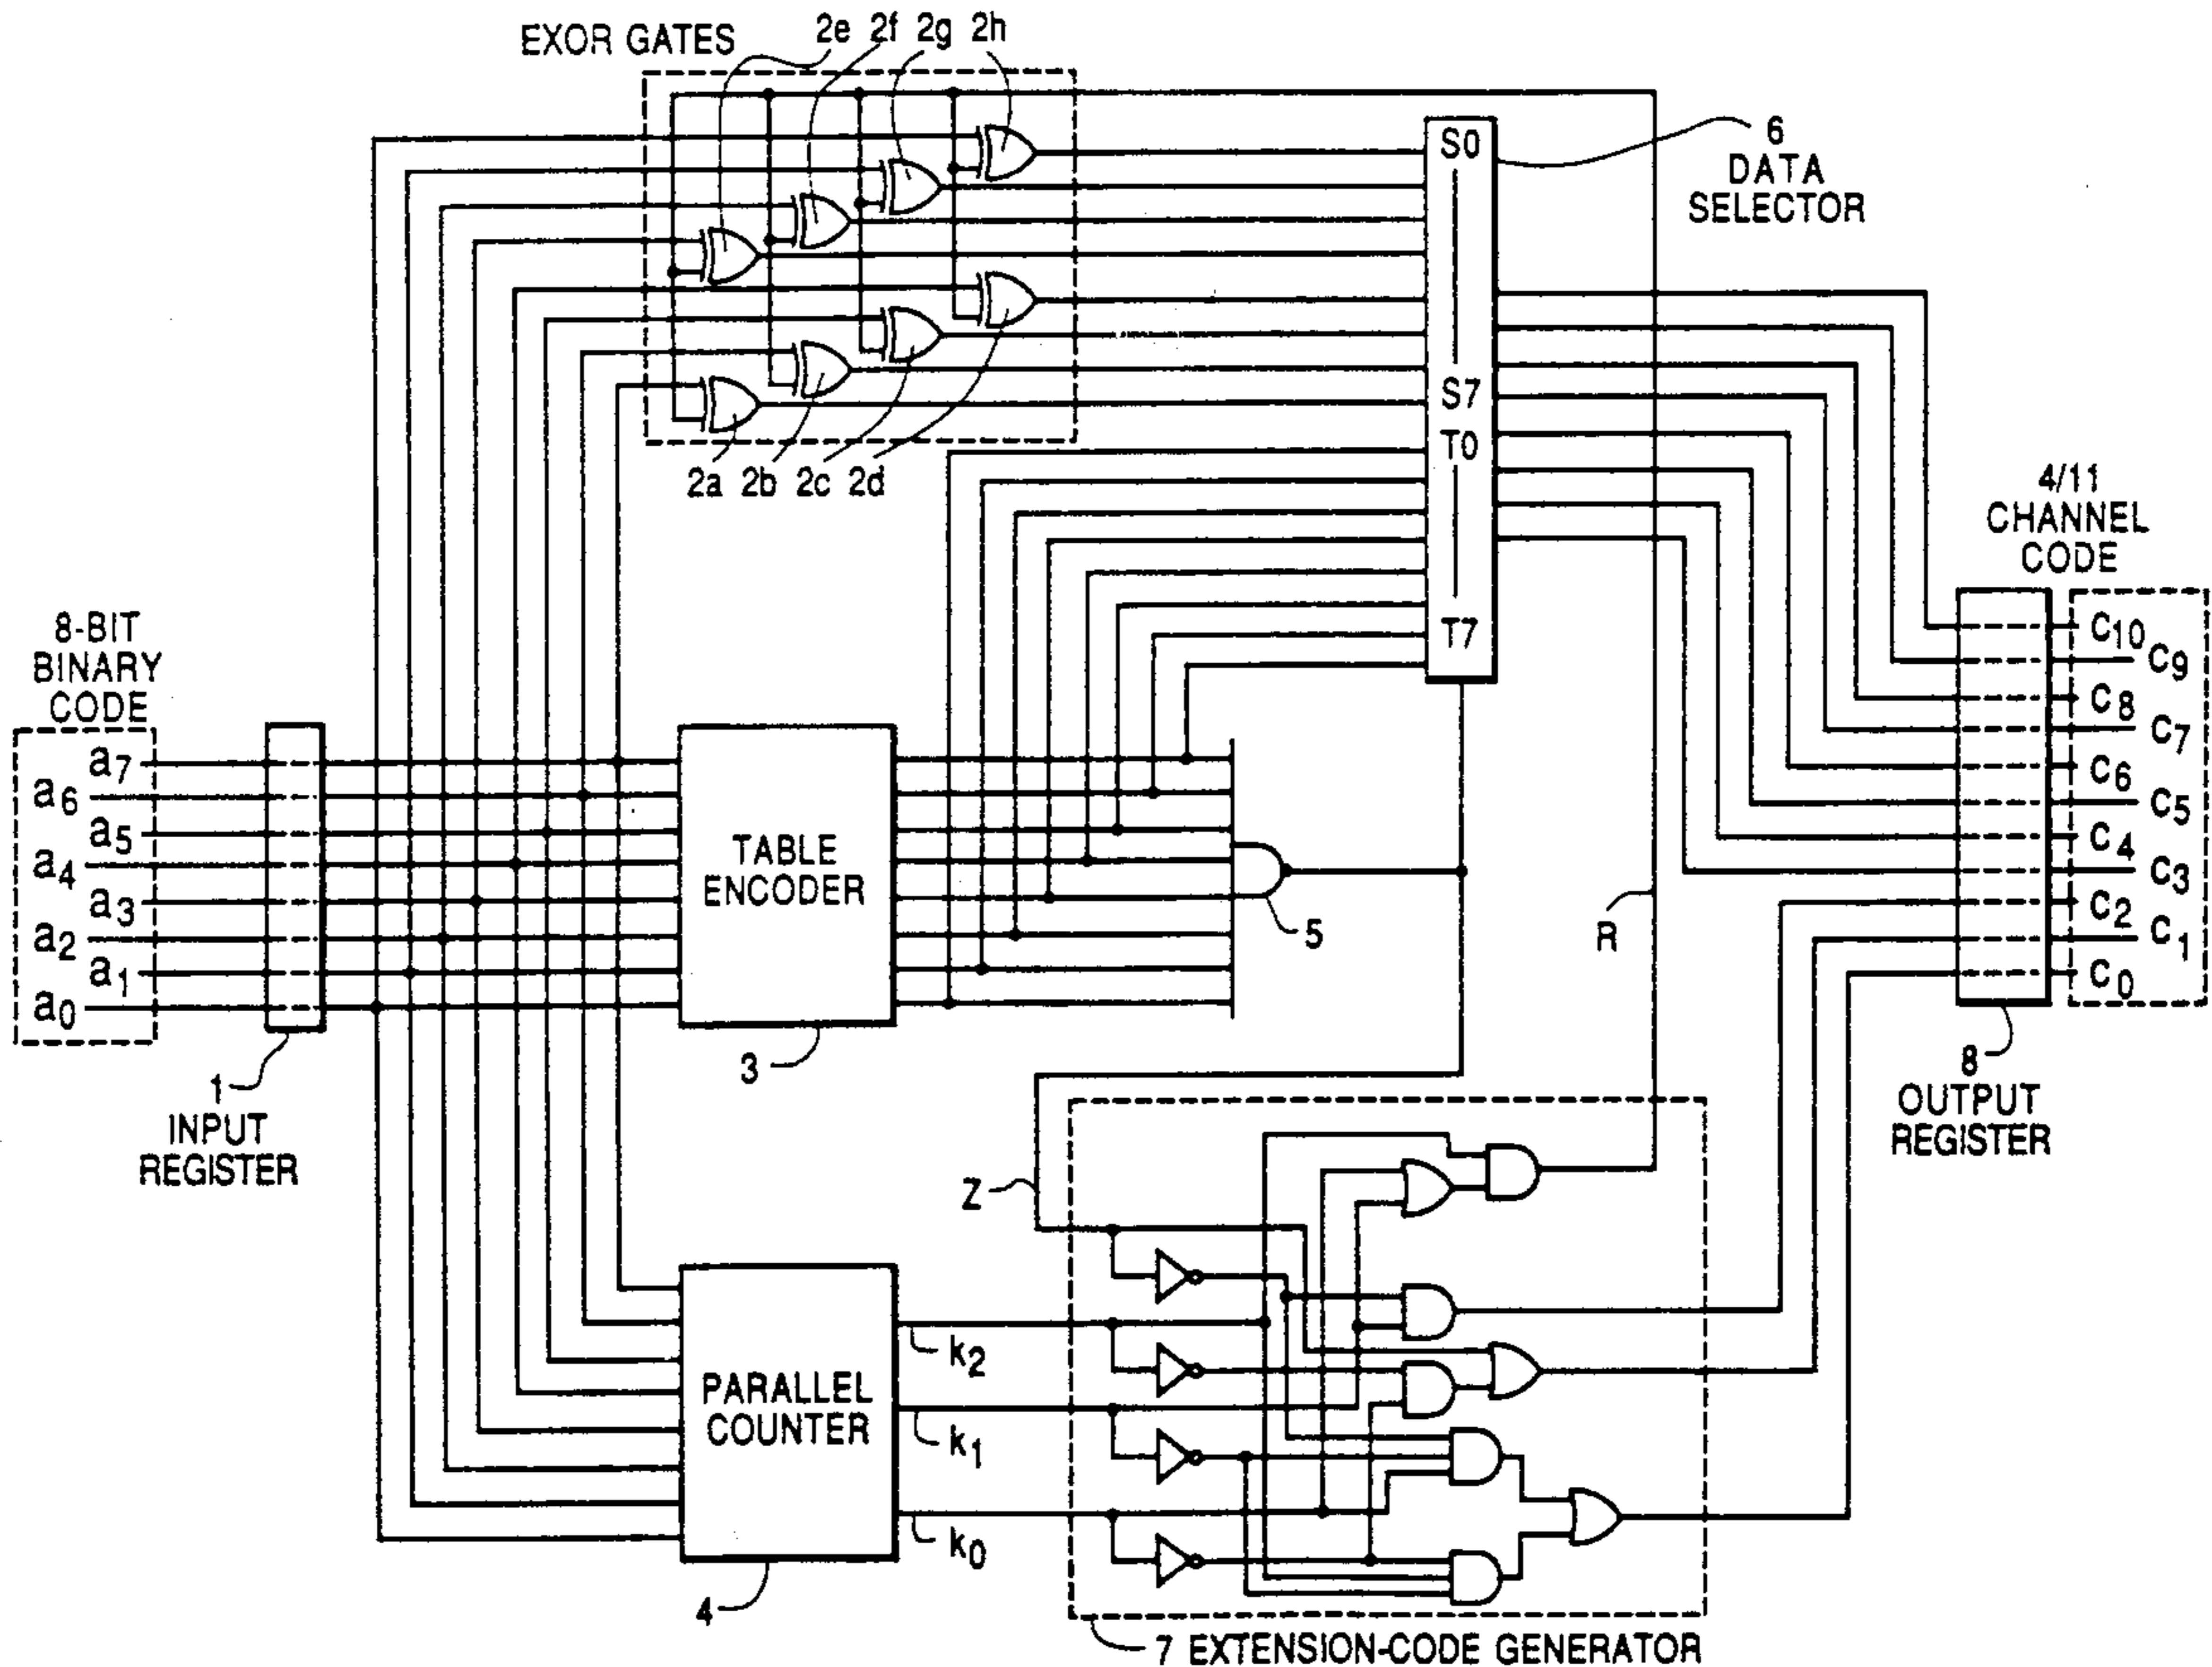 EXOR GATES
2e 2f 2g 2h
2a 2b 2c 2d
S0
S7
T0
T7
6
DATA
SELECTOR
4/11
CHANNEL
CODE
8-BIT
BINARY
CODE
a7
a6
a5
a4
a3
a2
a1
a0
1
INPUT
REGISTER
TABLE
ENCODER
3
5
R
C10
C9
C8
C7
C6
C5
C4
C3
C2
C1
C0
8
OUTPUT
REGISTER
Z
PARALLEL
COUNTER
4
k2
k1
k0
7 EXTENSION-CODE GENERATOR